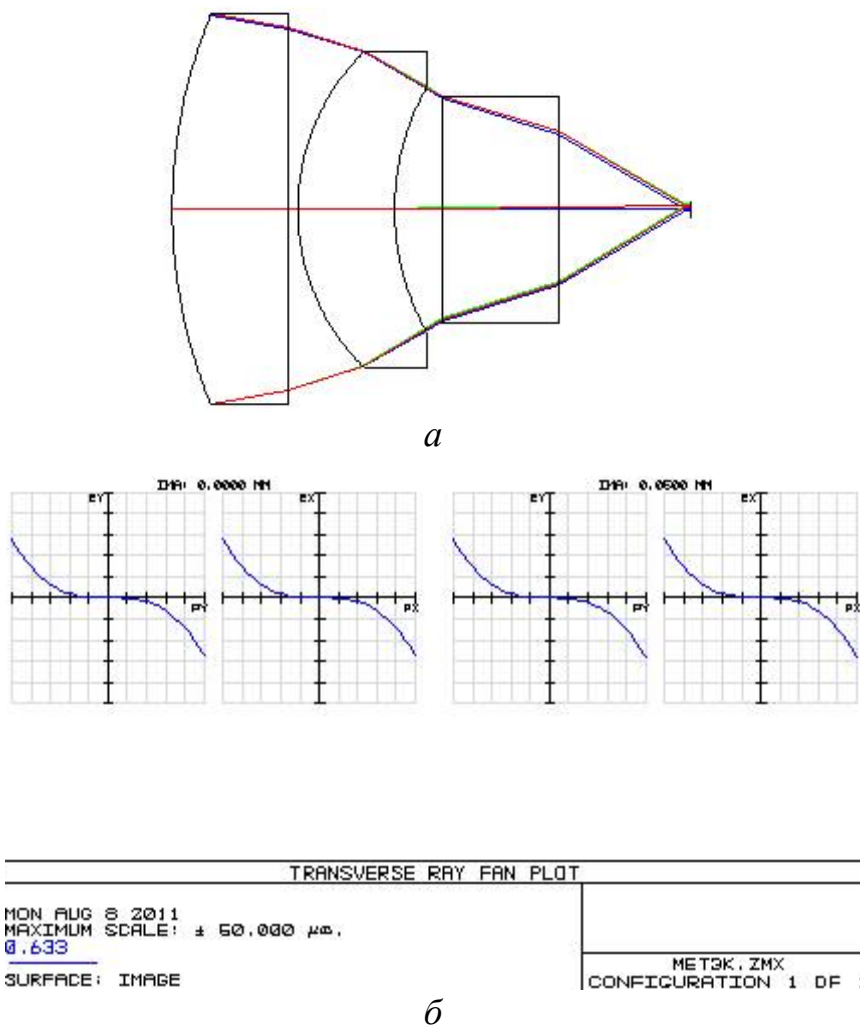 а
IMA: 0.0000 MM
IMA: 0.0500 MM
EY
EX
EY
EX
PY
PX
PY
PX
TRANSVERSE RAY FAN PLOT
MON AUG 8 2011
MAXIMUM SCALE: ± 50.000 µm.
0.633
SURFACE: IMAGE
МЕТЭК.ZMX
CONFIGURATION 1 OF
б